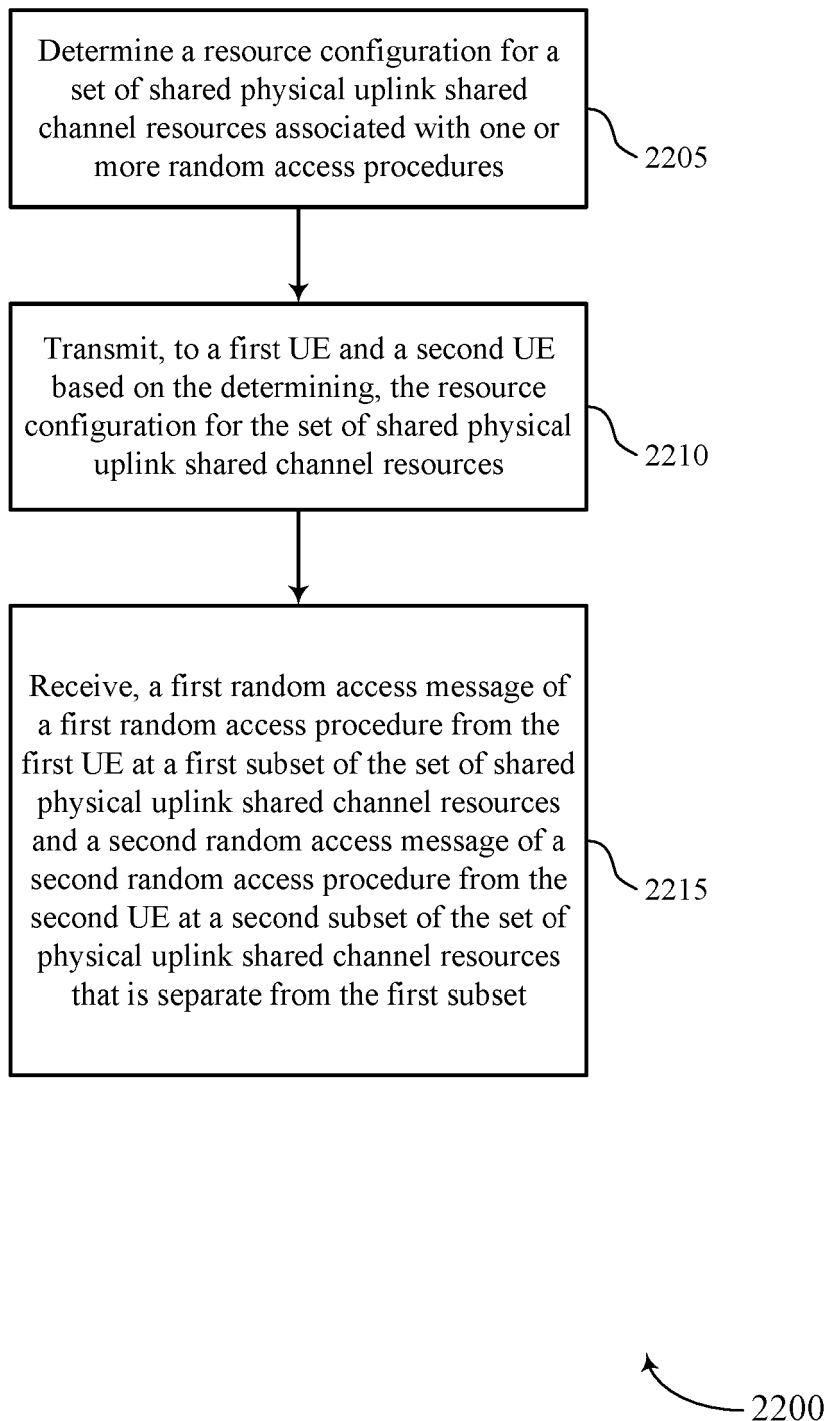 Determine a resource configuration for a
set of shared physical uplink shared
channel resources associated with one or
more random access procedures
2205
Transmit, to a first UE and a second UE
based on the determining, the resource
configuration for the set of shared physical
uplink shared channel resources
2210
Receive, a first random access message of
a first random access procedure from the
first UE at a first subset of the set of shared
physical uplink shared channel resources
and a second random access message of a
second random access procedure from the
second UE at a second subset of the set of
physical uplink shared channel resources
that is separate from the first subset
2215
2200